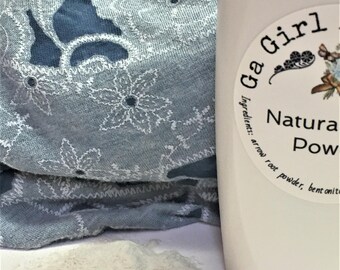 Ga Girl
Natura
Pow
Ingredients: arrow root powder, bentonit